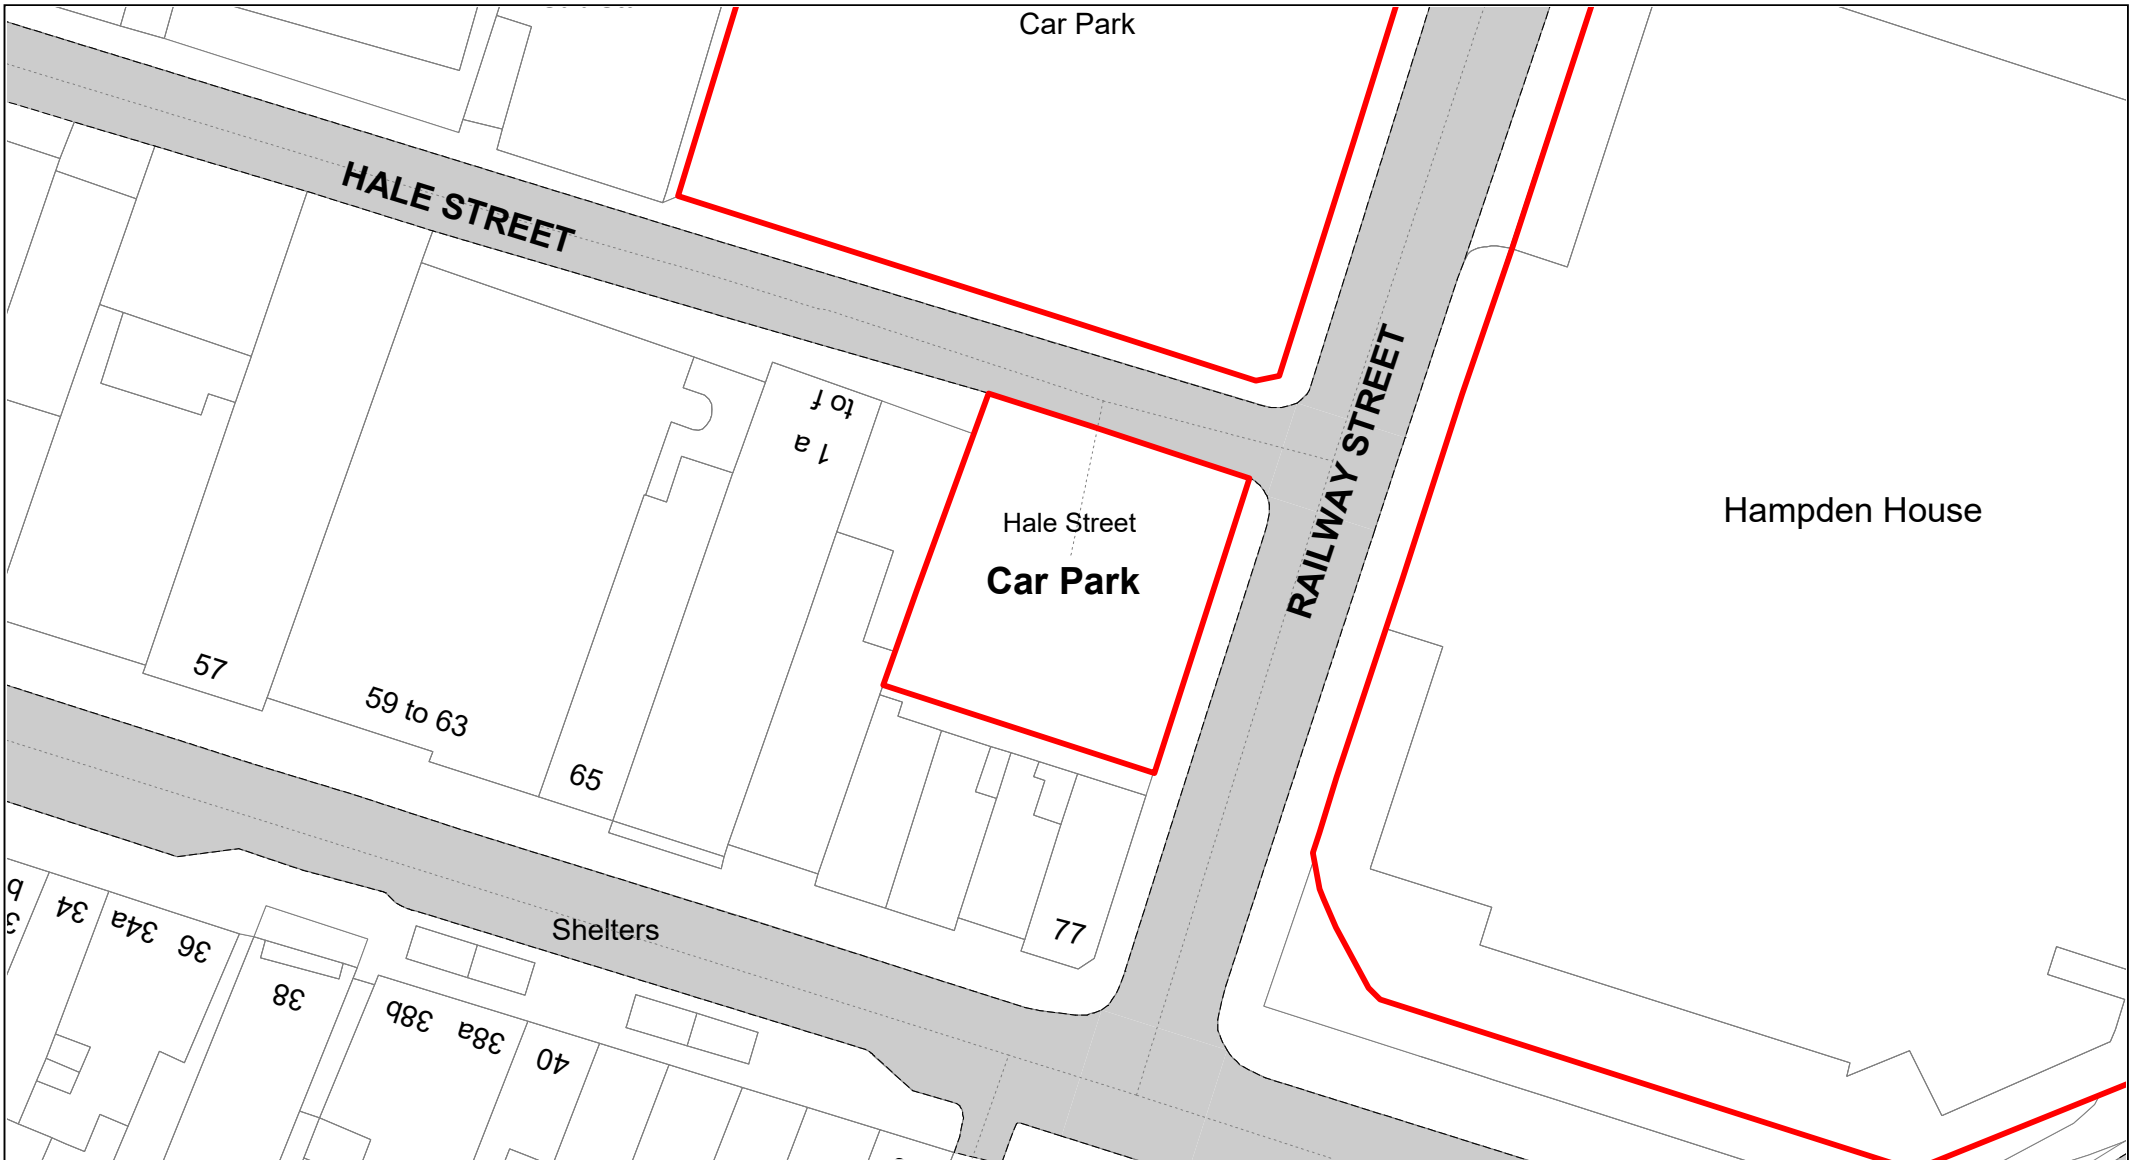 Car Park
HALE STREET
RAILWAY STREET
1 a
to f
Hale Street
Car Park
Hampden House
57
59 to 63
65
77
Shelters
34
34a
36
38
38b
38a
40